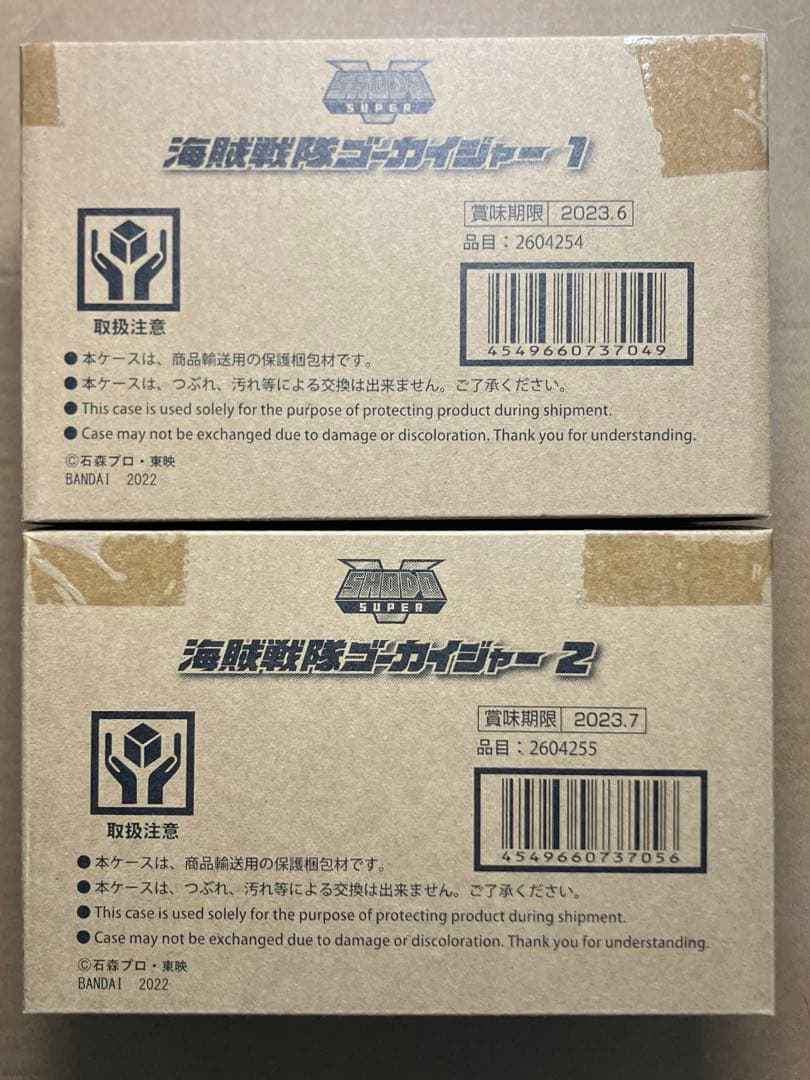 SHODO
SUPER
海賊戦隊ゴーカイジャー 1
賞味期限 2023.6
品目：2604254
4549660737049
取扱注意
●本ケースは、商品輸送用の保護梱包材です。
●本ケースは、つぶれ、汚れ等による交換は出来ません。ご了承ください。
●This case is used solely for the purpose of protecting product during shipment.
●Case may not be exchanged due to damage or discoloration. Thank you for understanding.
©石森プロ・東映
BANDAI 2022
SHODO
SUPER
海賊戦隊ゴーカイジャー 2
賞味期限 2023.7
品目：2604255
4549660737056
取扱注意
●本ケースは、商品輸送用の保護梱包材です。
●本ケースは、つぶれ、汚れ等による交換は出来ません。ご了承ください。
●This case is used solely for the purpose of protecting product during shipment.
●Case may not be exchanged due to damage or discoloration. Thank you for understanding.
©石森プロ・東映
BANDAI 2022